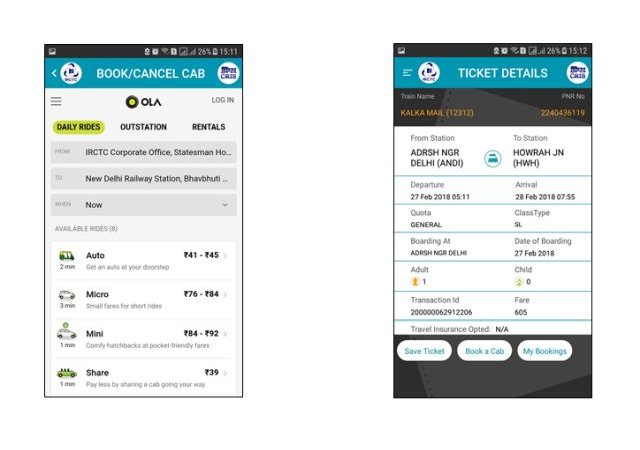 26% 15:11
IRCTC
BOOK/CANCEL CAB
CRIS
OLA
LOG IN
DAILY RIDES OUTSTATION RENTALS
FROM IRCTC Corporate Office, Statesman Ho...
TO New Delhi Railway Station, Bhavbhuti ...
WHEN Now
AVAILABLE RIDES (8)
Auto ₹41 - ₹45
2 min Get an auto at your doorstep
Micro ₹76 - ₹84
3 min Small fares for short rides
Mini ₹84 - ₹92
1 min Comfy hatchbacks at pocket-friendly fares
Share ₹39
1 min Pay less by sharing a cab going your way
26% 15:12
IRCTC
TICKET DETAILS
CRIS
Train Name PNR No
KALKA MAIL (12312) 2240436119
From Station To Station
ADRSH NGR HOWRAH JN
DELHI (ANDI) (HWH)
Departure Arrival
27 Feb 2018 05:11 28 Feb 2018 07:55
Quota ClassType
GENERAL SL
Boarding At Date of Boarding
ADRSH NGR DELHI 27 Feb 2018
Adult Child
1 0
Transaction Id Fare
200000062912206 605
Travel Insurance Opted: N/A
Save Ticket Book a Cab My Bookings